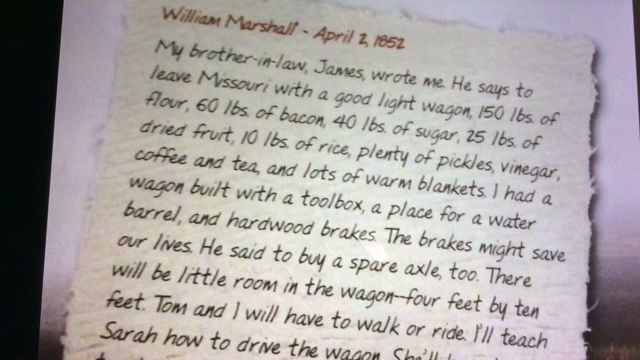 William Marshall - April 2, 1852
My brother-in-law, James, wrote me. He says to
leave Missouri with a good light wagon, 150 lbs. of
flour, 60 lbs. of bacon, 40 lbs. of sugar, 25 lbs. of
dried fruit, 10 lbs. of rice, plenty of pickles, vinegar,
coffee and tea, and lots of warm blankets. I had a
wagon built with a toolbox, a place for a water
barrel, and hardwood brakes. The brakes might save
our lives. He said to buy a spare axle, too. There
will be little room in the wagon--four feet by ten
feet. Tom and I will have to walk or ride. I'll teach
Sarah how to drive the wagon. She'll